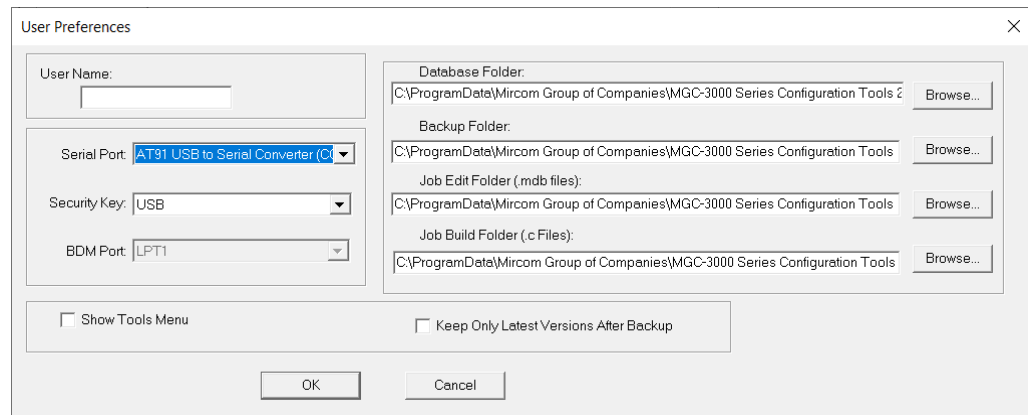 User Preferences
User Name:
Serial Port:
AT91 USB to Serial Converter (CO
Security Key:
USB
BDM Port:
LPT1
Database Folder:
C:\ProgramData\Mircom Group of Companies\MGC-3000 Series Configuration Tools 2
Browse...
Backup Folder:
C:\ProgramData\Mircom Group of Companies\MGC-3000 Series Configuration Tools
Browse...
Job Edit Folder (.mdb files):
C:\ProgramData\Mircom Group of Companies\MGC-3000 Series Configuration Tools
Browse...
Job Build Folder (.c Files):
C:\ProgramData\Mircom Group of Companies\MGC-3000 Series Configuration Tools
Browse...
Show Tools Menu
Keep Only Latest Versions After Backup
OK
Cancel